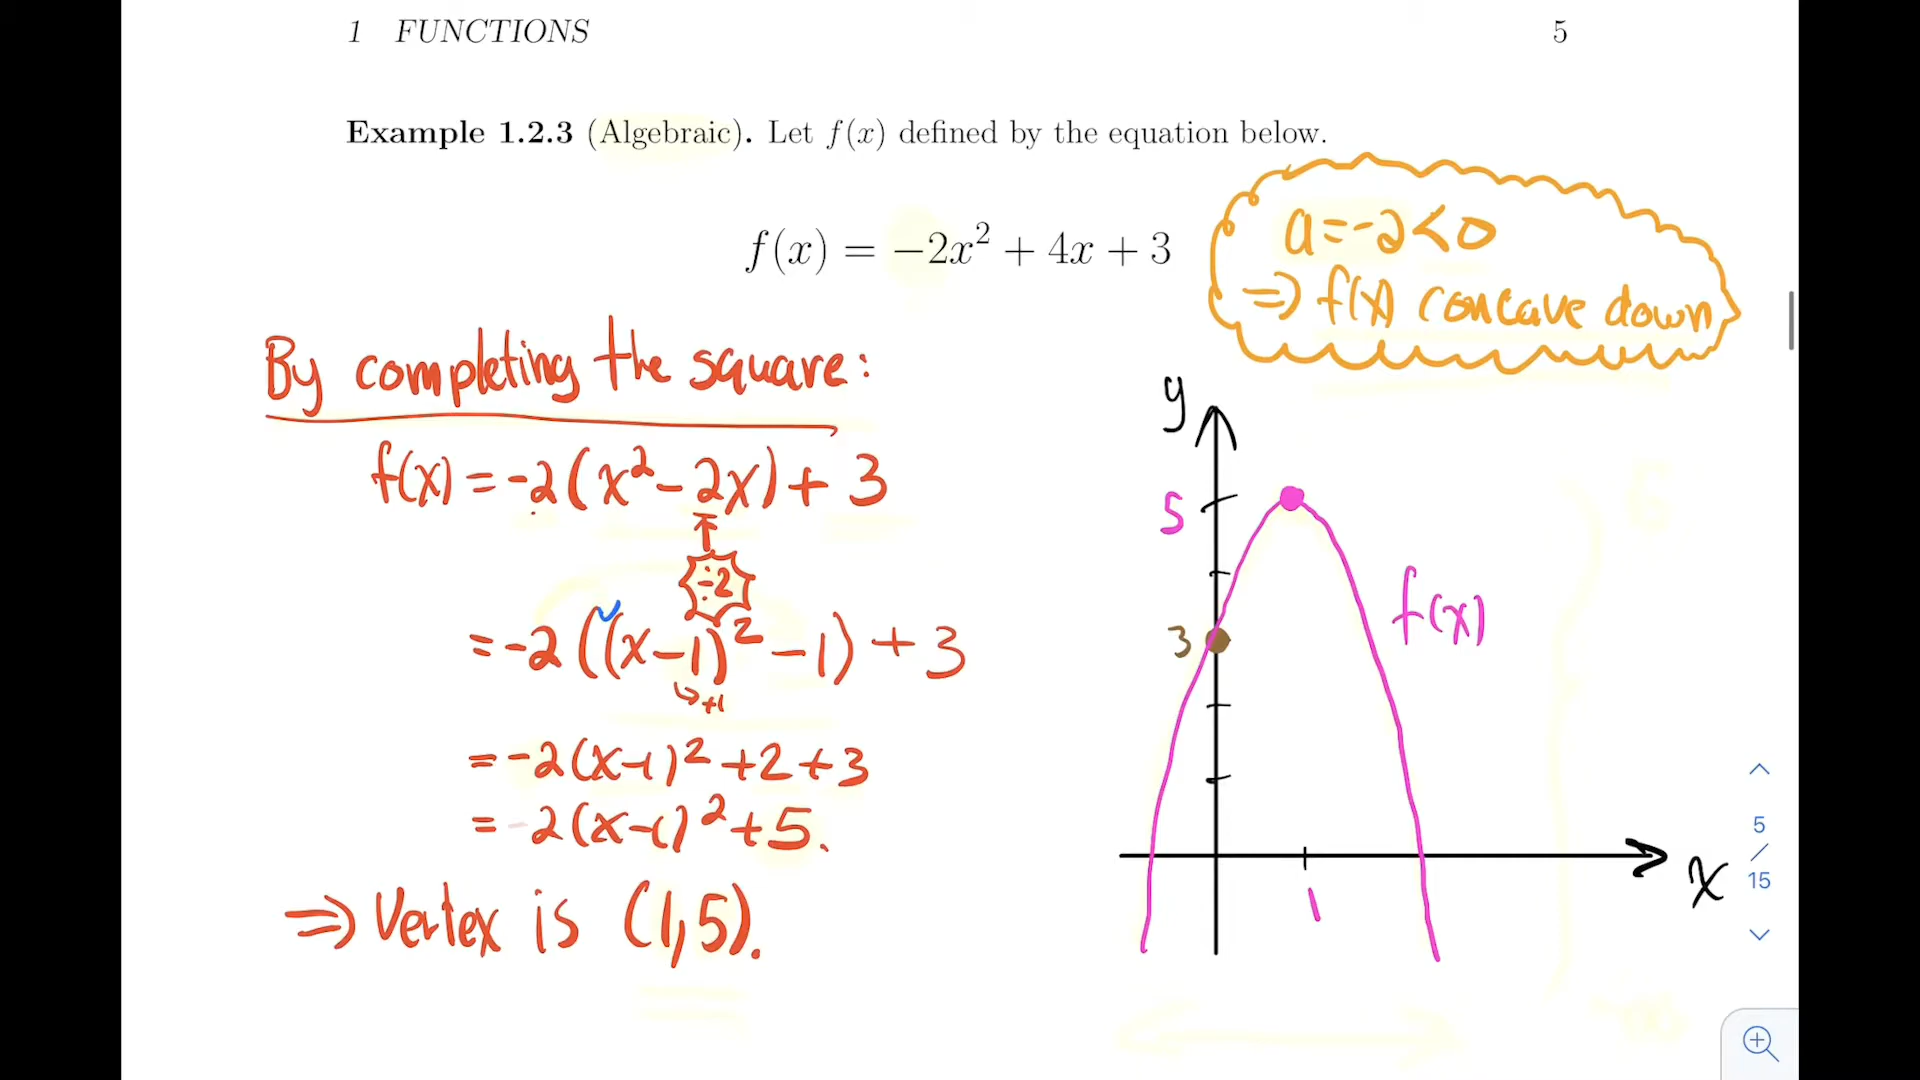 1 FUNCTIONS 5
Example 1.2.3 (Algebraic). Let f(x) defined by the equation below.
f(x) = −2x² + 4x + 3
a=-2<0
⇒ f(x) concave down
By completing the square:
f(x) = -2(x² - 2x) + 3
÷2
= -2((x-1)² - 1) + 3
↳+1
= -2(x-1)² + 2 + 3
= -2(x-1)² + 5.
⇒ Vertex is (1,5).
y
5
f(x)
3
x
1
5
/
15